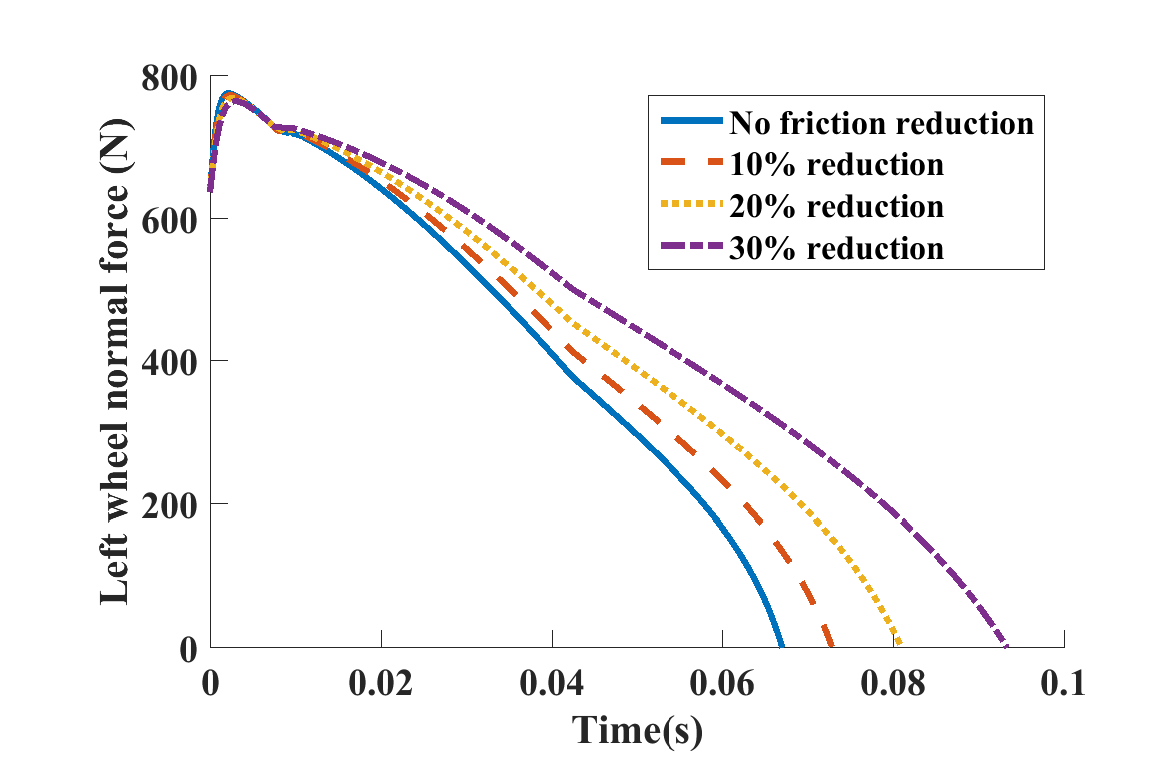 Left wheel normal force (N)
800
600
400
200
0
0
0.02
0.04
0.06
0.08
0.1
Time(s)
No friction reduction
10% reduction
20% reduction
30% reduction